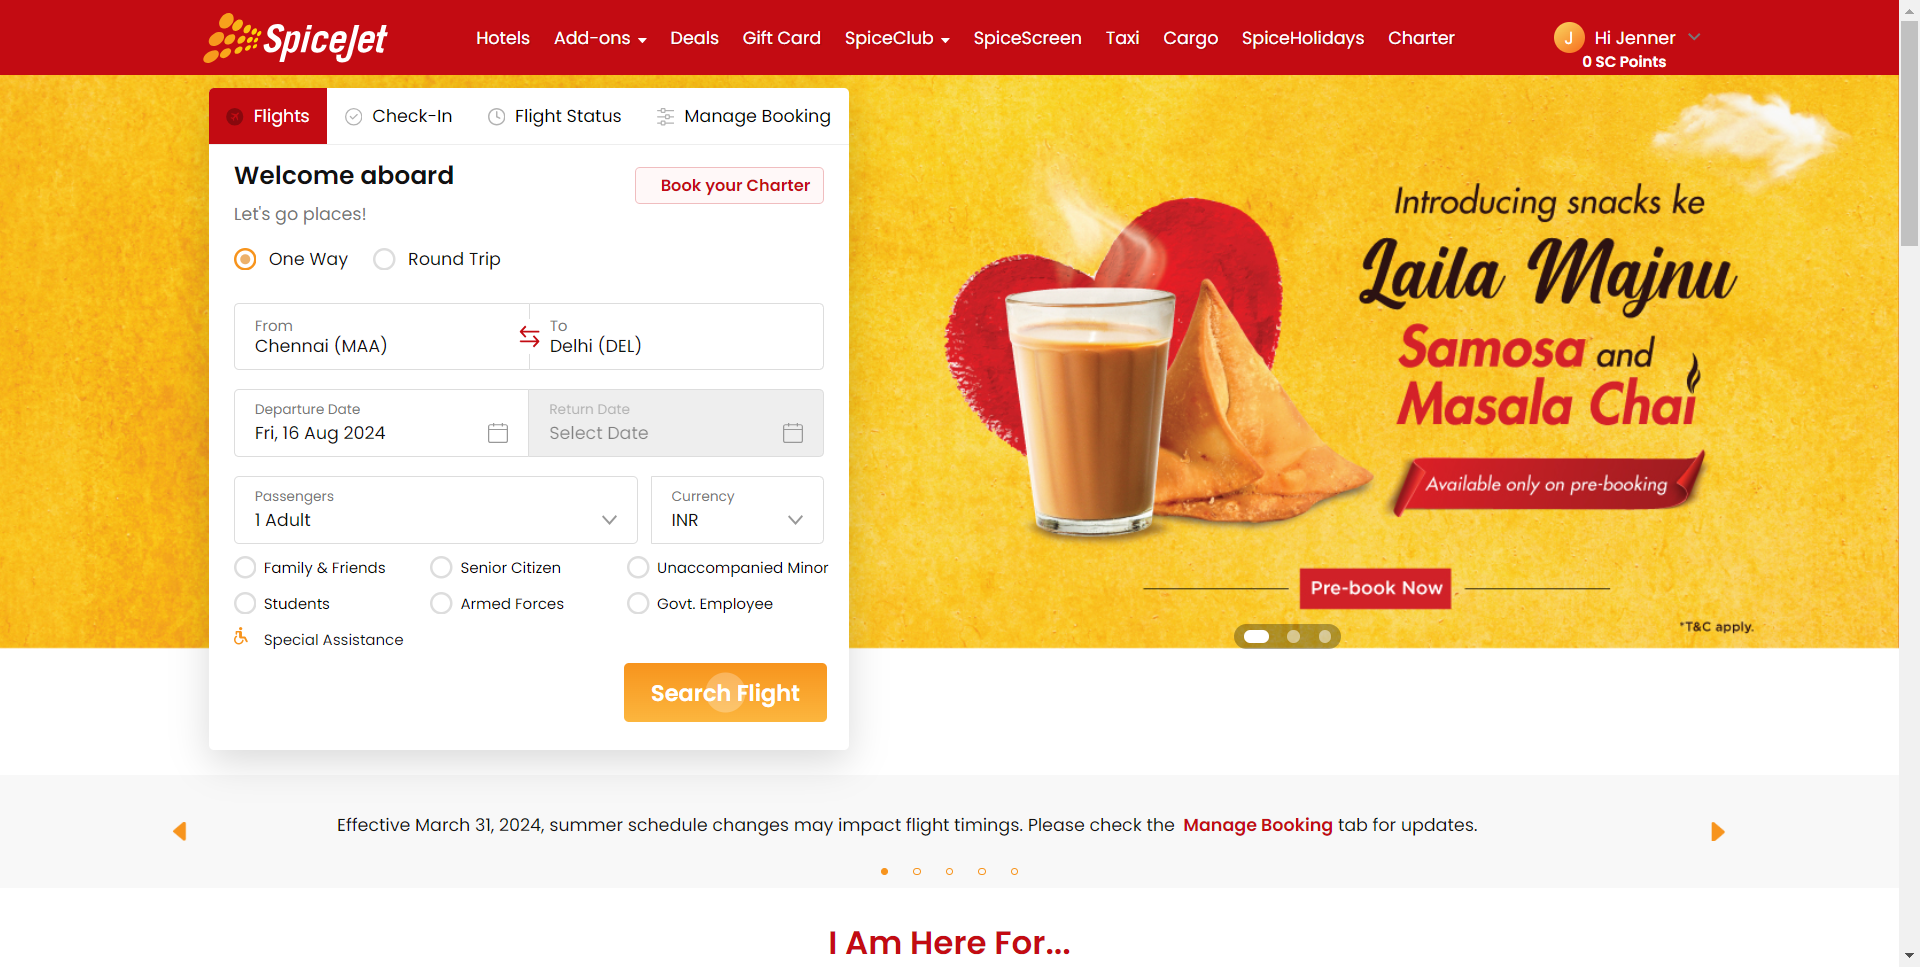 SpiceJet
Hotels Add-ons Deals Gift Card SpiceClub SpiceScreen Taxi Cargo SpiceHolidays Charter
J Hi Jenner
0 SC Points
Flights Check-In Flight Status Manage Booking
Welcome aboard
Book your Charter
Let's go places!
One Way Round Trip
From
Chennai (MAA)
To
Delhi (DEL)
Departure Date
Fri, 16 Aug 2024
Return Date
Select Date
Passengers
1 Adult
Currency
INR
Family & Friends Senior Citizen Unaccompanied Minor
Students Armed Forces Govt. Employee
Special Assistance
Search Flight
Introducing snacks ke
Laila Majnu
Samosa and
Masala Chai
Available only on pre-booking
Pre-book Now
*T&C apply.
Effective March 31, 2024, summer schedule changes may impact flight timings. Please check the Manage Booking tab for updates.
I Am Here For...